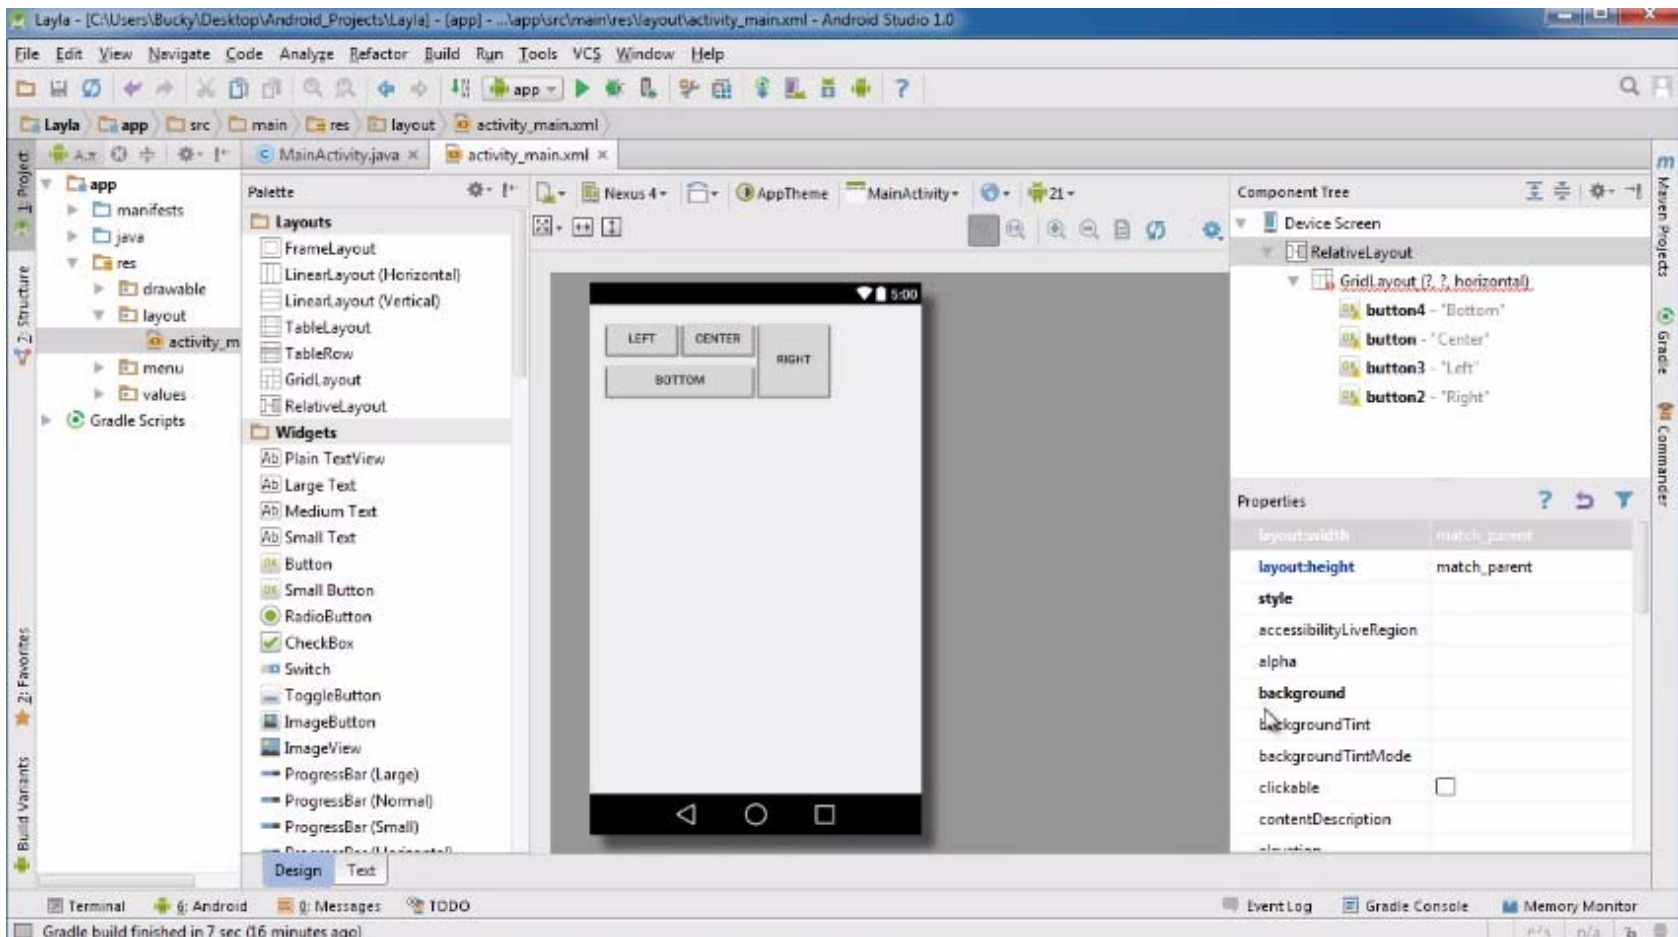 Layla - [C:\Users\Bucky\Desktop\Android_Projects\Layla] - [app] - ...\app\src\main\res\layout\activity_main.xml - Android Studio 1.0
File Edit View Navigate Code Analyze Refactor Build Run Tools VCS Window Help
app
Layla app src main res layout activity_main.xml
MainActivity.java activity_main.xml
1: Project
2: Structure
2: Favorites
Build Variants
app
manifests
java
res
drawable
layout
activity_m
menu
values
Gradle Scripts
Palette
Layouts
FrameLayout
LinearLayout (Horizontal)
LinearLayout (Vertical)
TableLayout
TableRow
GridLayout
RelativeLayout
Widgets
Ab Plain TextView
Ab Large Text
Ab Medium Text
Ab Small Text
Button
Small Button
RadioButton
CheckBox
Switch
ToggleButton
ImageButton
ImageView
ProgressBar (Large)
ProgressBar (Normal)
ProgressBar (Small)
Design Text
Nexus 4 AppTheme MainActivity 21
5:00
LEFT CENTER
RIGHT
BOTTOM
Component Tree
Device Screen
RelativeLayout
GridLayout (?, ?, horizontal)
button4 - "Bottom"
button - "Center"
button3 - "Left"
button2 - "Right"
Properties
layout:width match_parent
layout:height match_parent
style
accessibilityLiveRegion
alpha
background
backgroundTint
backgroundTintMode
clickable
contentDescription
elevation
m Maven Projects
Gradle
Commander
Terminal 6: Android 0: Messages TODO
Event Log Gradle Console Memory Monitor
Gradle build finished in 7 sec (16 minutes ago)
n/a n/a